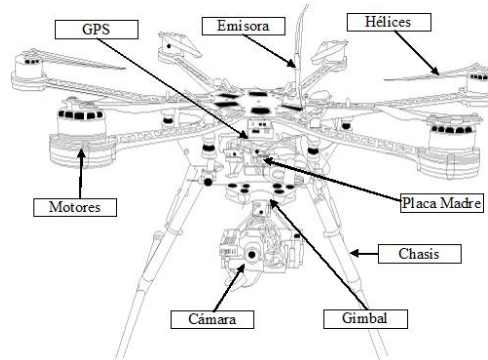 GPS
Emisora
Hélices
Motores
Placa Madre
Chasis
Cámara
Gimbal